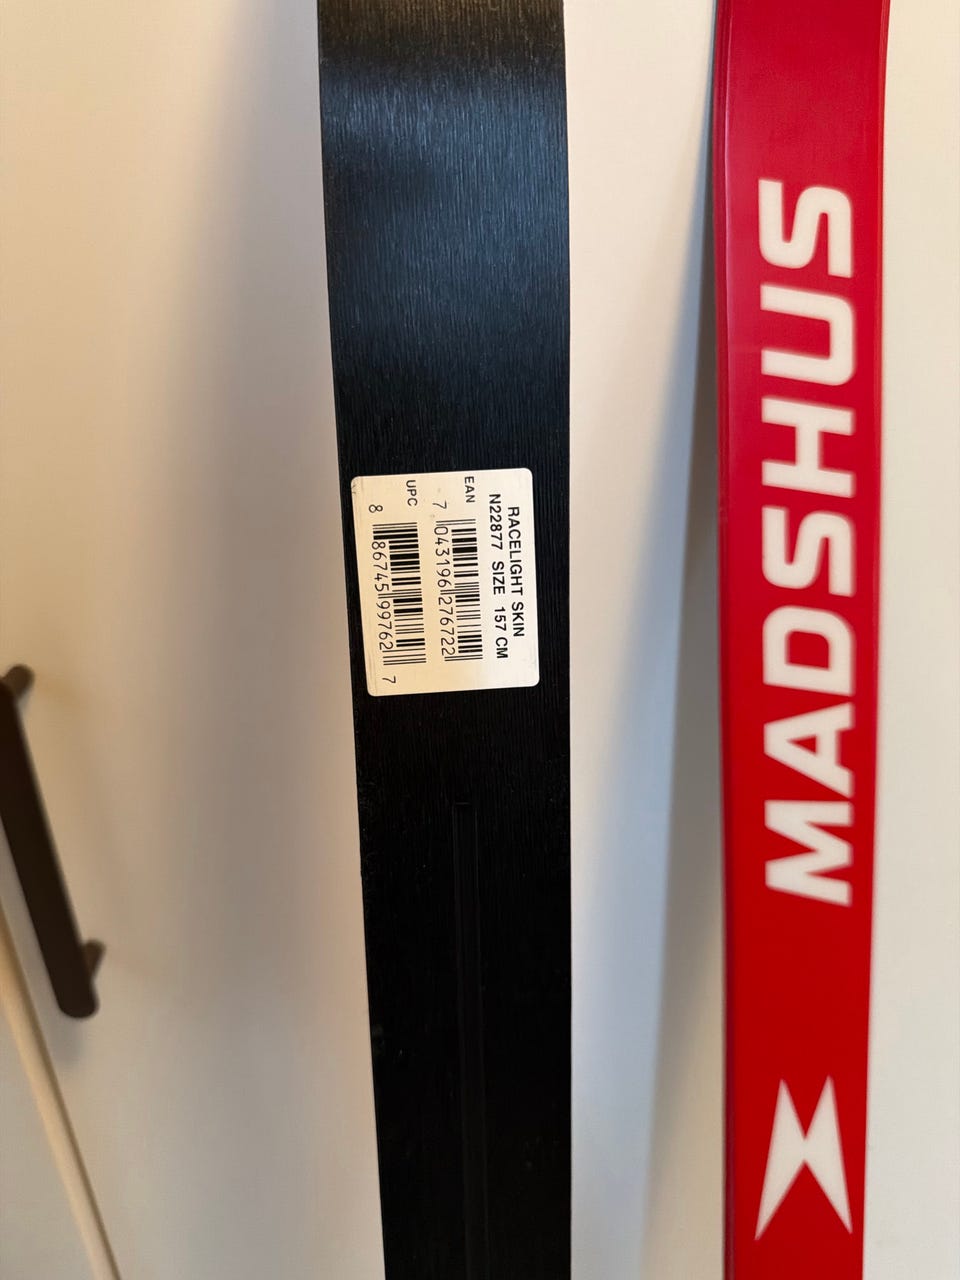 RACELIGHT SKIN
N22877 SIZE 157 CM
EAN
7 043196 276722
UPC
8 86745 99762 7
MADSHUS